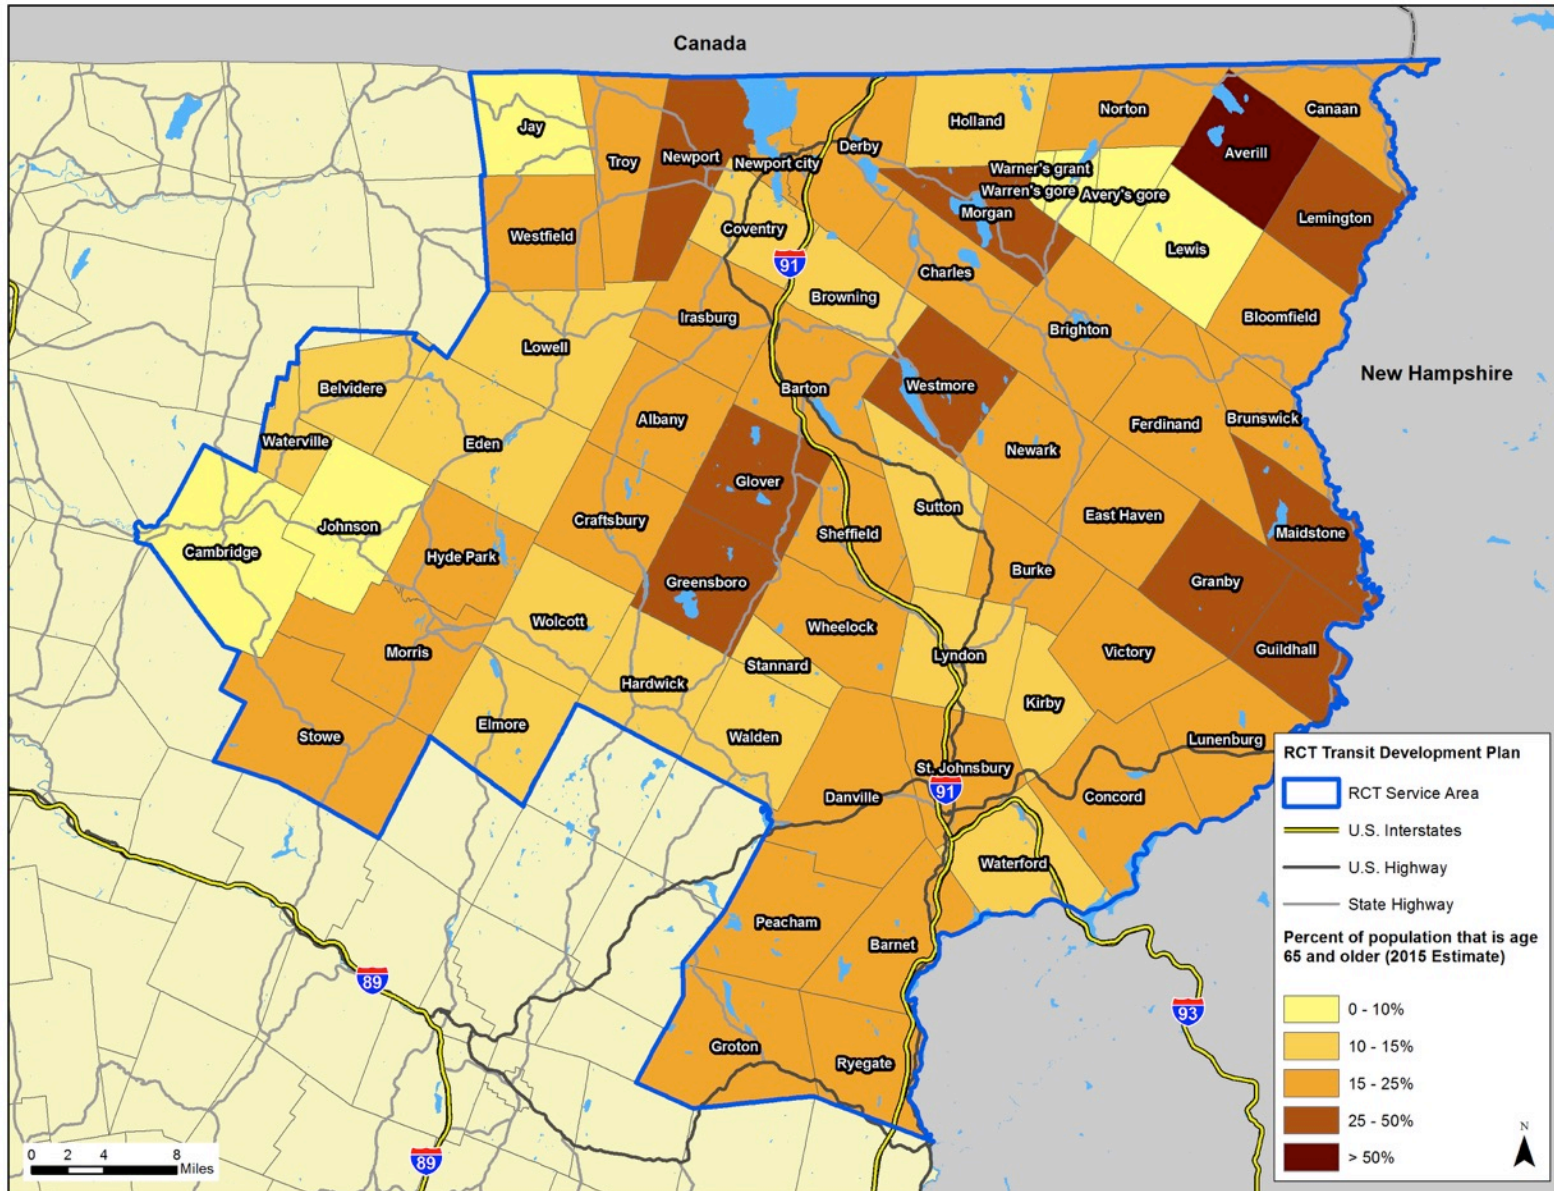 Canada
Jay
Troy
Newport
Newport city
Derby
Holland
Norton
Canaan
Averill
Warner's grant
Warren's gore
Avery's gore
Morgan
Lemington
Westfield
Coventry
Lewis
91
Charles
Browning
Irasburg
Brighton
Bloomfield
Lowell
New Hampshire
Belvidere
Barton
Westmore
Albany
Ferdinand
Brunswick
Waterville
Eden
Newark
Glover
Sutton
Craftsbury
East Haven
Johnson
Sheffield
Maidstone
Cambridge
Hyde Park
Burke
Granby
Greensboro
Wolcott
Wheelock
Morris
Lyndon
Victory
Guildhall
Stannard
Hardwick
Kirby
Elmore
Stowe
Walden
Lunenburg
St. Johnsbury
91
Danville
Concord
Waterford
Peacham
Barnet
89
93
Groton
Ryegate
89
RCT Transit Development Plan
RCT Service Area
U.S. Interstates
U.S. Highway
State Highway
Percent of population that is age
65 and older (2015 Estimate)
0 - 10%
10 - 15%
15 - 25%
25 - 50%
> 50%
N
0 2 4 8
Miles